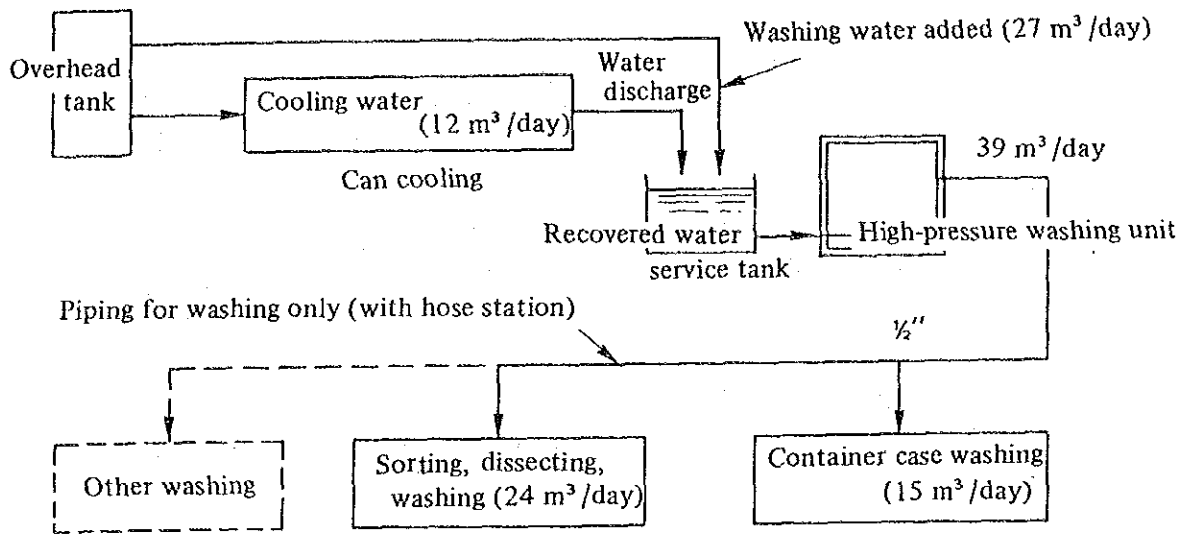 Washing water added (27 m³/day)
Overhead
tank
Water
discharge
Cooling water
(12 m³/day)
39 m³/day
Can cooling
Recovered water
service tank
High-pressure washing unit
Piping for washing only (with hose station)
½"
Other washing
Sorting, dissecting,
washing (24 m³/day)
Container case washing
(15 m³/day)